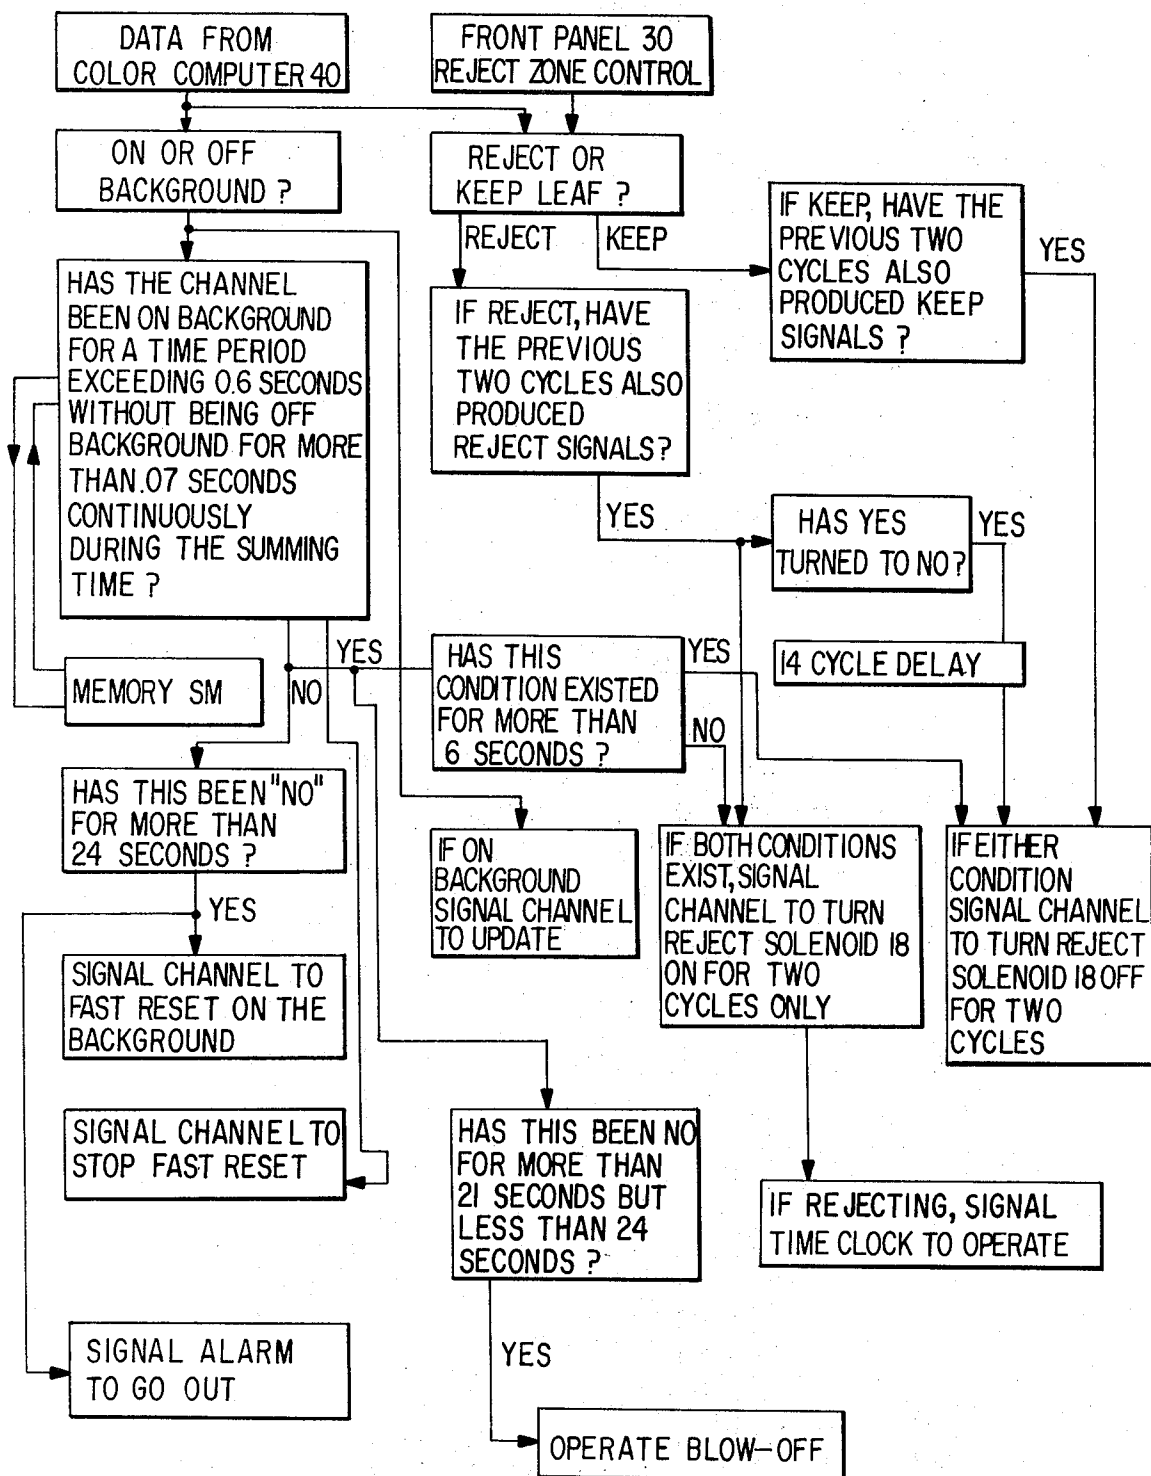 DATA FROM
COLOR COMPUTER 40
FRONT PANEL 30
REJECT ZONE CONTROL
ON OR OFF
BACKGROUND ?
REJECT OR
KEEP LEAF ?
REJECT
KEEP
IF KEEP, HAVE THE
PREVIOUS TWO
CYCLES ALSO
PRODUCED KEEP
SIGNALS ?
YES
HAS THE CHANNEL
BEEN ON BACKGROUND
FOR A TIME PERIOD
EXCEEDING 0.6 SECONDS
WITHOUT BEING OFF
BACKGROUND FOR MORE
THAN .07 SECONDS
CONTINUOUSLY
DURING THE SUMMING
TIME ?
IF REJECT, HAVE
THE PREVIOUS
TWO CYCLES ALSO
PRODUCED
REJECT SIGNALS?
YES
HAS YES
TURNED TO NO?
YES
14 CYCLE DELAY
MEMORY SM
NO
YES
HAS THIS
CONDITION EXISTED
FOR MORE THAN
6 SECONDS ?
YES
NO
HAS THIS BEEN "NO"
FOR MORE THAN
24 SECONDS ?
YES
IF ON
BACKGROUND
SIGNAL CHANNEL
TO UPDATE
IF BOTH CONDITIONS
EXIST, SIGNAL
CHANNEL TO TURN
REJECT SOLENOID 18
ON FOR TWO
CYCLES ONLY
IF EITHER
CONDITION
SIGNAL CHANNEL
TO TURN REJECT
SOLENOID 18 OFF
FOR TWO
CYCLES
SIGNAL CHANNEL TO
FAST RESET ON THE
BACKGROUND
SIGNAL CHANNEL TO
STOP FAST RESET
HAS THIS BEEN NO
FOR MORE THAN
21 SECONDS BUT
LESS THAN 24
SECONDS ?
IF REJECTING, SIGNAL
TIME CLOCK TO OPERATE
YES
SIGNAL ALARM
TO GO OUT
OPERATE BLOW-OFF